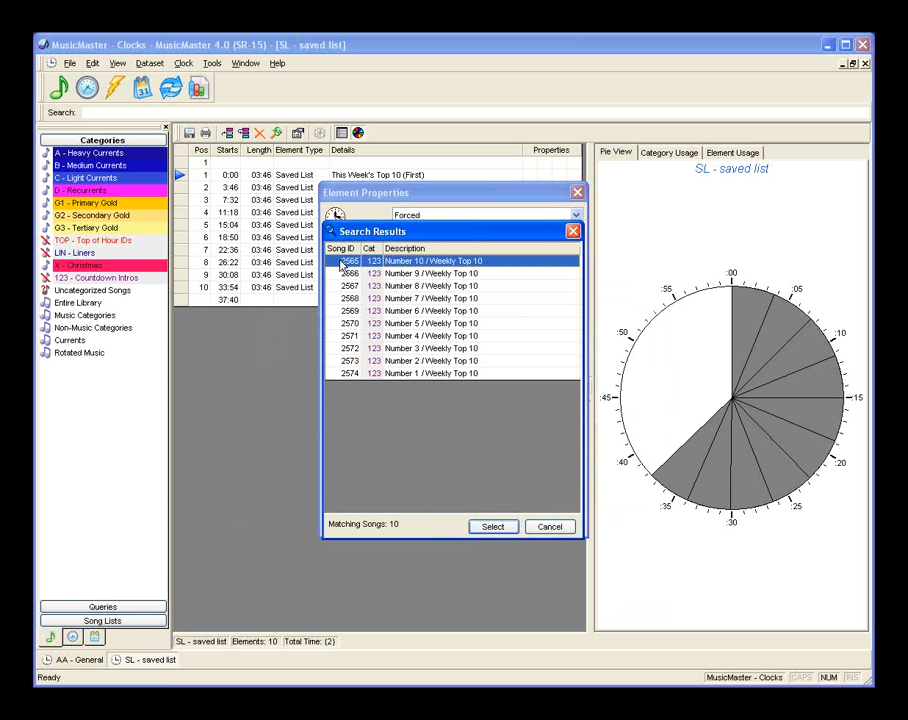 MusicMaster - Clocks - MusicMaster 4.0 (SR-15) - [SL - saved list]
File Edit View Dataset Clock Tools Window Help
31
Search:
Categories
A - Heavy Currents
B - Medium Currents
C - Light Currents
D - Recurrents
G1 - Primary Gold
G2 - Secondary Gold
G3 - Tertiary Gold
TOP - Top of Hour IDs
LIN - Liners
X - Christmas
123 - Countdown Intros
Uncategorized Songs
Entire Library
Music Categories
Non-Music Categories
Currents
Rotated Music
Queries
Song Lists
Pos Starts Length Element Type Details Properties
1
1 0:00 03:46 Saved List This Week's Top 10 (First)
2 3:46 03:46 Saved List
3 7:32 03:46 Saved List
4 11:18 03:46 Saved List
5 15:04 03:46 Saved List
6 18:50 03:46 Saved List
7 22:36 03:46 Saved List
8 26:22 03:46 Saved List
9 30:08 03:46 Saved List
10 33:54 03:46 Saved List
37:40
Element Properties
Forced
Search Results
Song ID Cat Description
2565 123 Number 10 / Weekly Top 10
2566 123 Number 9 / Weekly Top 10
2567 123 Number 8 / Weekly Top 10
2568 123 Number 7 / Weekly Top 10
2569 123 Number 6 / Weekly Top 10
2570 123 Number 5 / Weekly Top 10
2571 123 Number 4 / Weekly Top 10
2572 123 Number 3 / Weekly Top 10
2573 123 Number 2 / Weekly Top 10
2574 123 Number 1 / Weekly Top 10
Matching Songs: 10
Select Cancel
Pie View Category Usage Element Usage
SL - saved list
:00
:05
:10
:15
:20
:25
:30
:35
:40
:45
:50
:55
SL - saved list Elements: 10 Total Time: (2)
AA - General SL - saved list
Ready MusicMaster - Clocks CAPS NUM INS